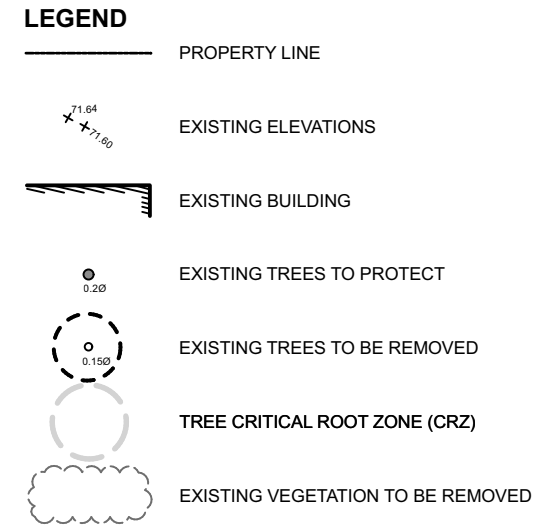 LEGEND
PROPERTY LINE
71.64
71.60
EXISTING ELEVATIONS
EXISTING BUILDING
0.2Ø
EXISTING TREES TO PROTECT
0.15Ø
EXISTING TREES TO BE REMOVED
TREE CRITICAL ROOT ZONE (CRZ)
EXISTING VEGETATION TO BE REMOVED